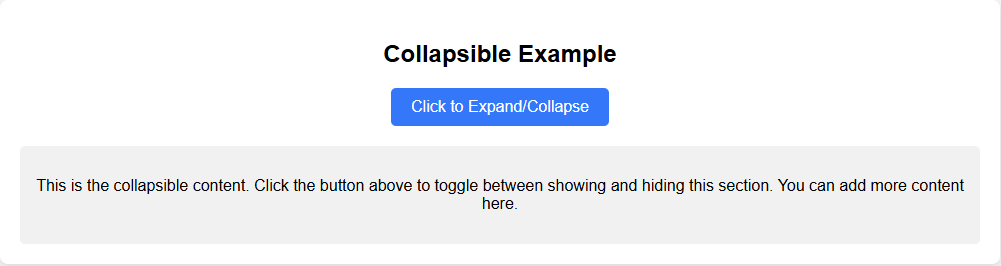 Collapsible Example
Click to Expand/Collapse
This is the collapsible content. Click the button above to toggle between showing and hiding this section. You can add more content
here.